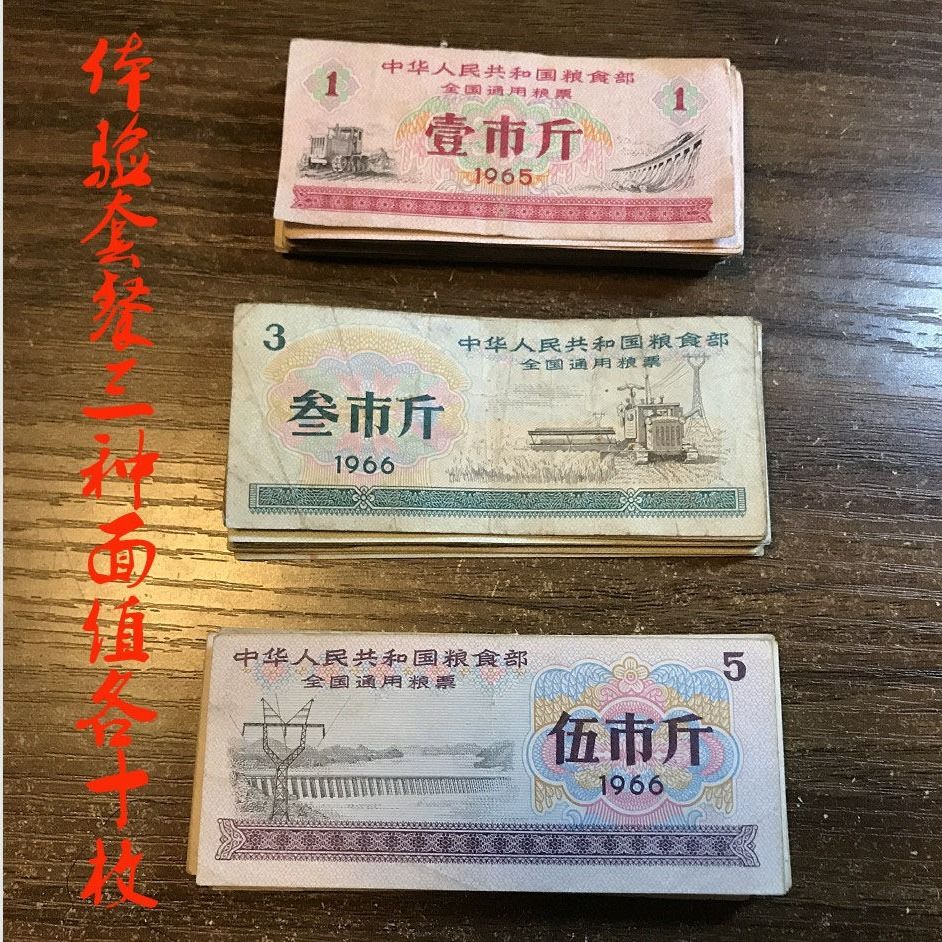 体验套餐三种面值各十枚
1
中华人民共和国粮食部
1
全国通用粮票
壹市斤
1965
3
中华人民共和国粮食部
全国通用粮票
叁市斤
1966
中华人民共和国粮食部
5
全国通用粮票
伍市斤
1966